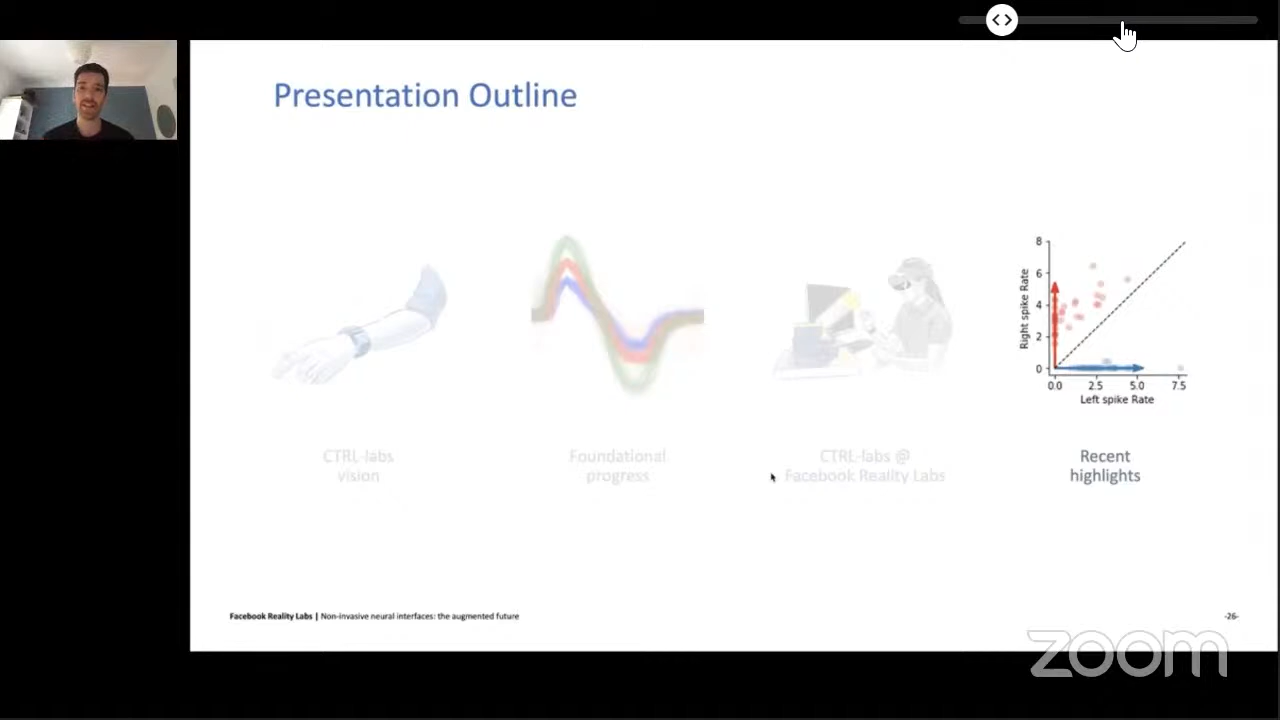 Presentation Outline
8
6
4
2
0
Right spike Rate
0.0 2.5 5.0 7.5
Left spike Rate
CTRL-labs
vision
Foundational
progress
CTRL-labs @
Facebook Reality Labs
Recent
highlights
Facebook Reality Labs | Non-invasive neural interfaces: the augmented future
-26-
zoom